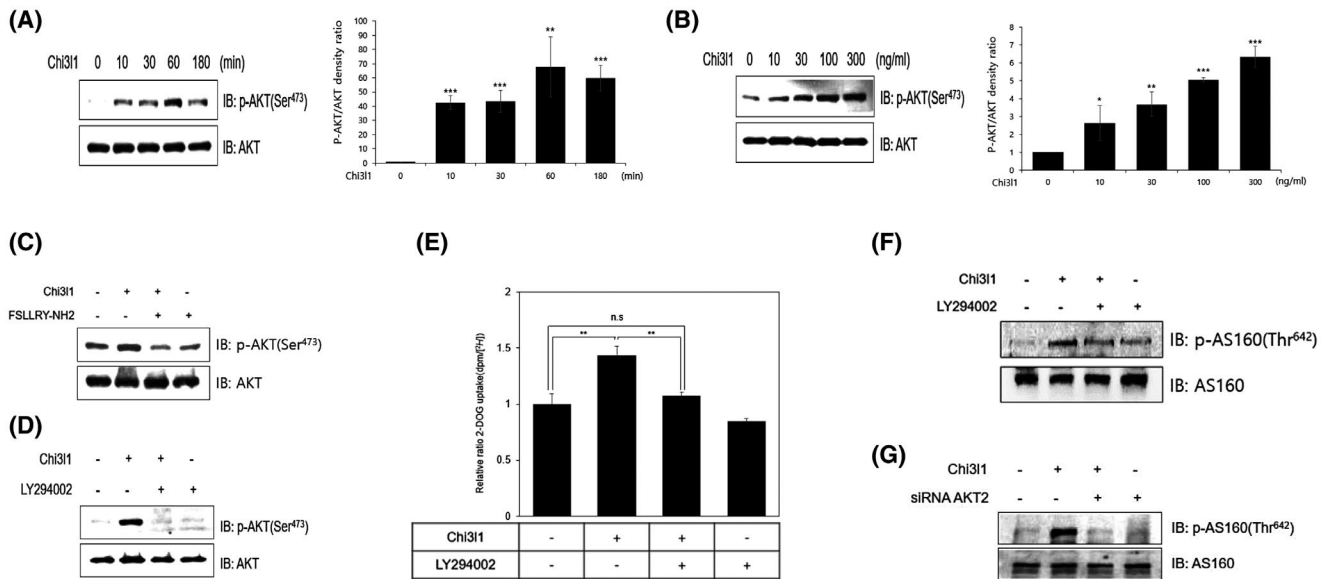 (A)
Chi3l1 0 10 30 60 180 (min)
IB: p-AKT(Ser473)
IB: AKT
P-AKT/AKT density ratio
100
90
80
70
60
50
40
30
20
10
0
*** *** ** ***
Chi3l1 0 10 30 60 180 (min)
(B)
Chi3l1 0 10 30 100 300 (ng/ml)
IB: p-AKT(Ser473)
IB: AKT
P-AKT/AKT density ratio
8
7
6
5
4
3
2
1
0
* ** *** ***
Chi3l1 0 10 30 100 300 (ng/ml)
(C)
Chi3l1 - + + -
FSLLRY-NH2 - - + +
IB: p-AKT(Ser473)
IB: AKT
(D)
Chi3l1 - + + -
LY294002 - - + +
IB: p-AKT(Ser473)
IB: AKT
(E)
Relative ratio 2-DOG uptake(dpm/[3H]
2
1.5
1
0.5
0
n.s
** **
Chi3l1 - + + -
LY294002 - - + +
(F)
Chi3l1 - + + -
LY294002 - - + +
IB: p-AS160(Thr642)
IB: AS160
(G)
Chi3l1 - + + -
siRNA AKT2 - - + +
IB: p-AS160(Thr642)
IB: AS160